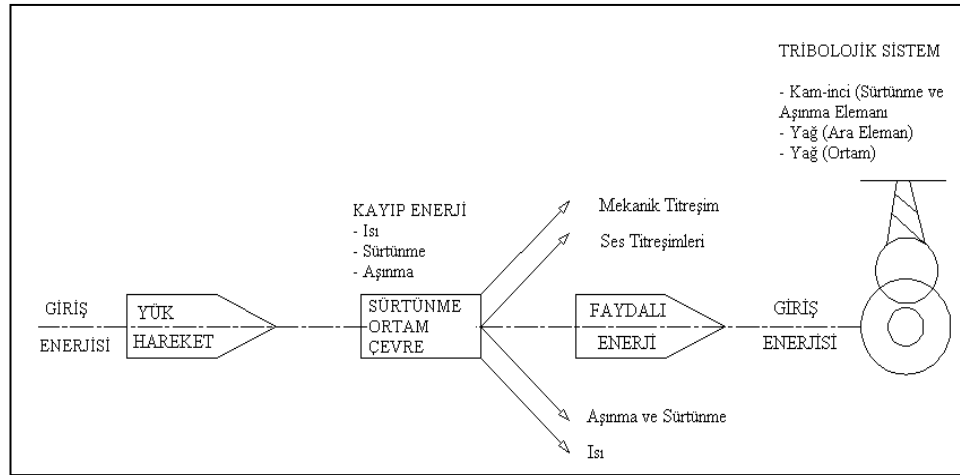 TRİBOLOJİK SİSTEM
- Kam-inci (Sürtünme ve
Aşınma Elemanı
- Yağ (Ara Eleman)
- Yağ (Ortam)
KAYIP ENERJİ
- Isı
- Sürtünme
- Aşınma
Mekanik Titreşim
Ses Titreşimleri
GİRİŞ
ENERJİSİ
YÜK
HAREKET
SÜRTÜNME
ORTAM
ÇEVRE
FAYDALI
ENERJİ
GİRİŞ
ENERJİSİ
Aşınma ve Sürtünme
Isı